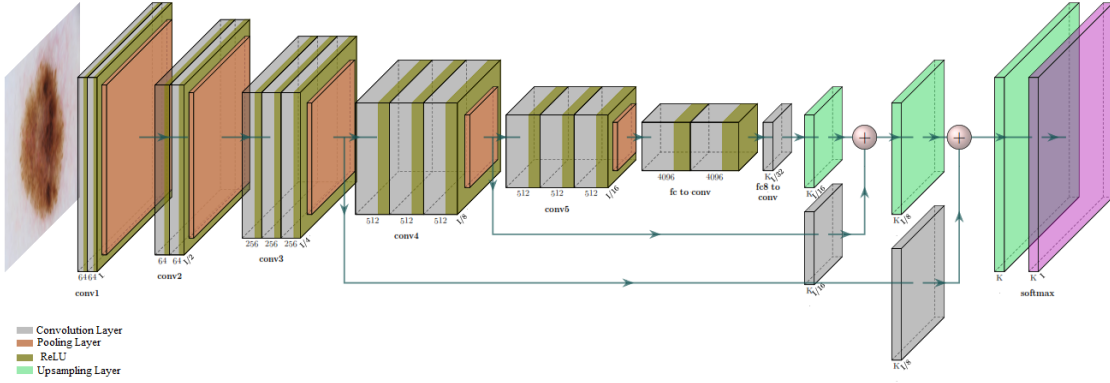 64 64 1
conv1
64 64 1/2
conv2
256 256 256 1/4
conv3
512 512 512 1/8
conv4
512 512 512 1/16
conv5
4096 4096
fc to conv
K 1/32
fc8 to
conv
K 1/16
K 1/16
+
K 1/8
K 1/8
+
K
K 1
softmax
Convolution Layer
Pooling Layer
ReLU
Upsampling Layer